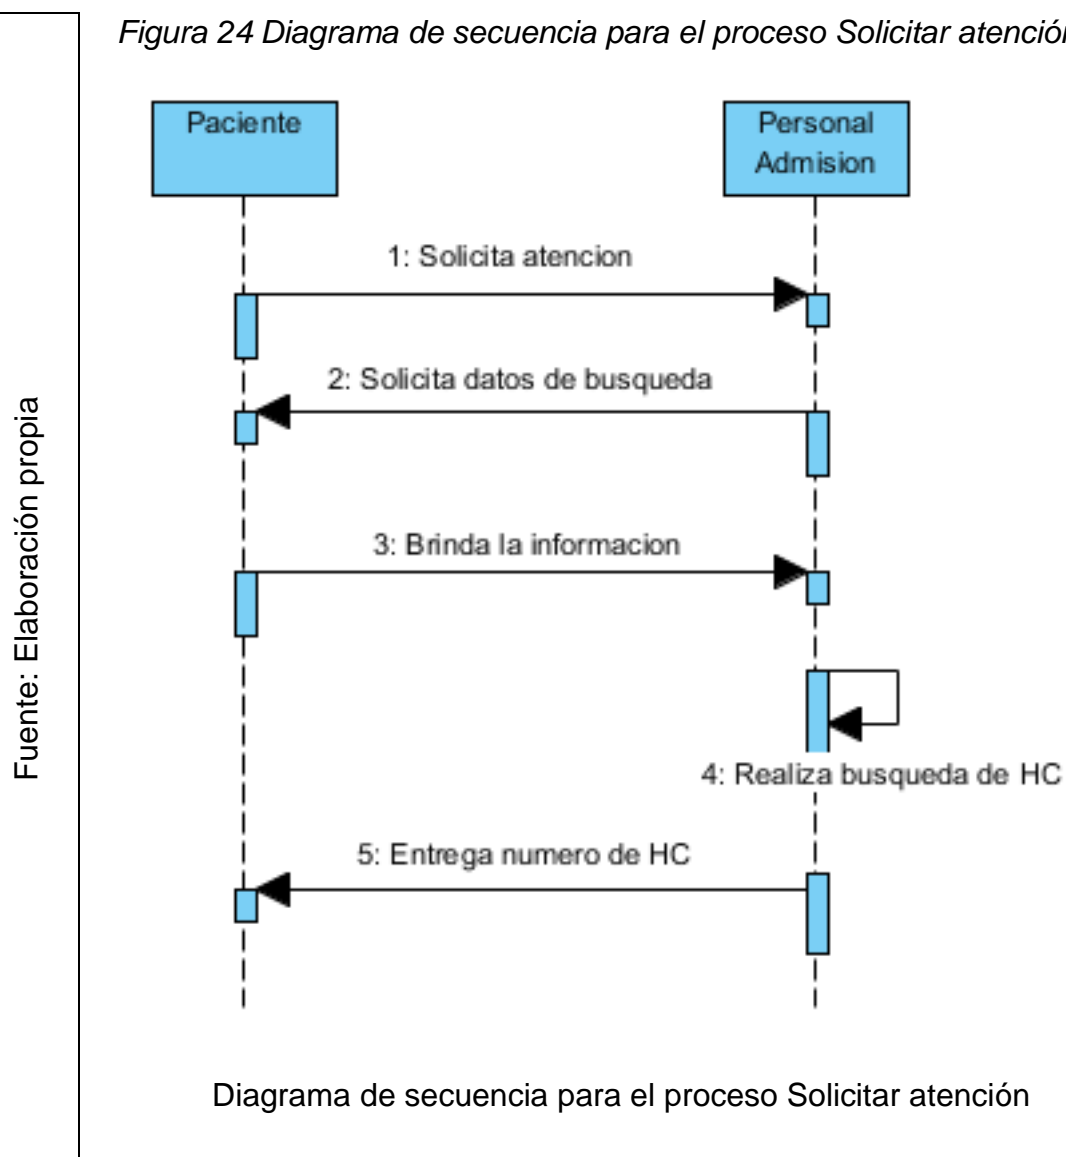 Figura 24 Diagrama de secuencia para el proceso Solicitar atención
Paciente
Personal
Admision
1: Solicita atencion
2: Solicita datos de busqueda
3: Brinda la informacion
4: Realiza busqueda de HC
5: Entrega numero de HC
Fuente: Elaboración propia
Diagrama de secuencia para el proceso Solicitar atención